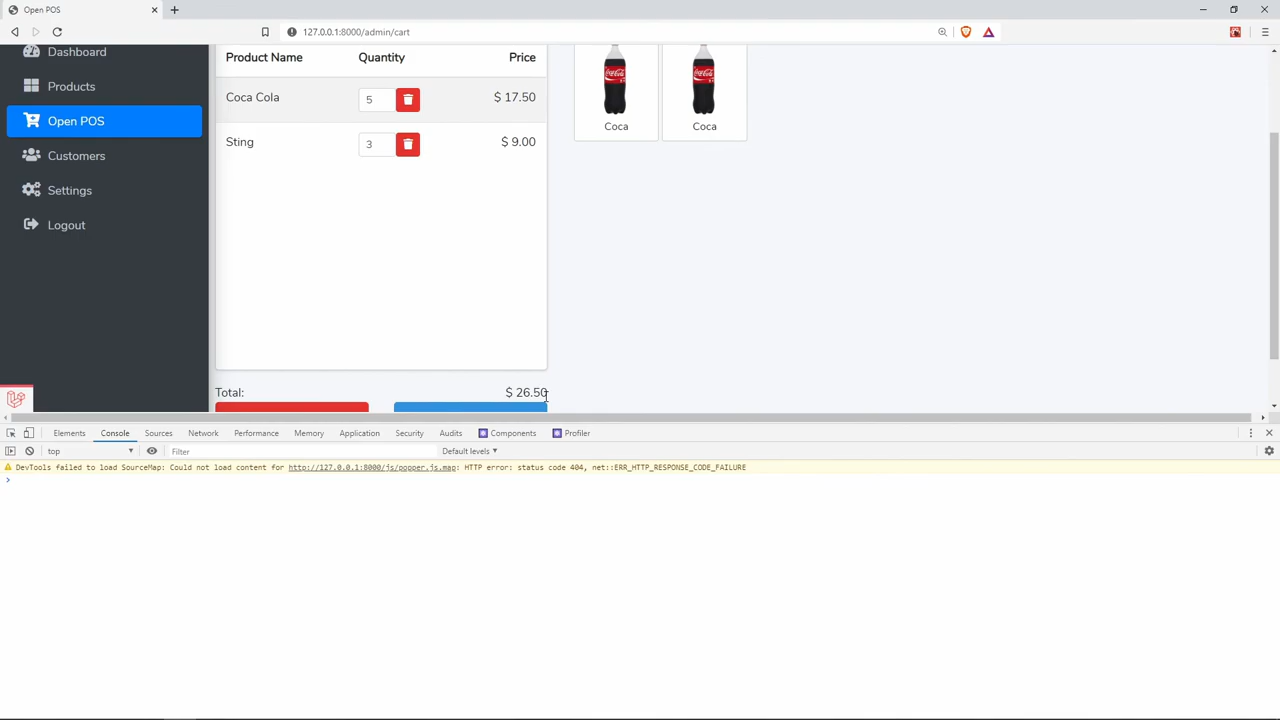 Open POS
127.0.0.1:8000/admin/cart
Dashboard
Products
Open POS
Customers
Settings
Logout
Product Name Quantity Price
Coca Cola 5 $ 17.50
Sting 3 $ 9.00
Total: $ 26.50
Coca Coca
Elements Console Sources Network Performance Memory Application Security Audits Components Profiler
top Filter Default levels
DevTools failed to load SourceMap: Could not load content for http://127.0.0.1:8000/js/popper.js.map: HTTP error: status code 404, net::ERR_HTTP_RESPONSE_CODE_FAILURE